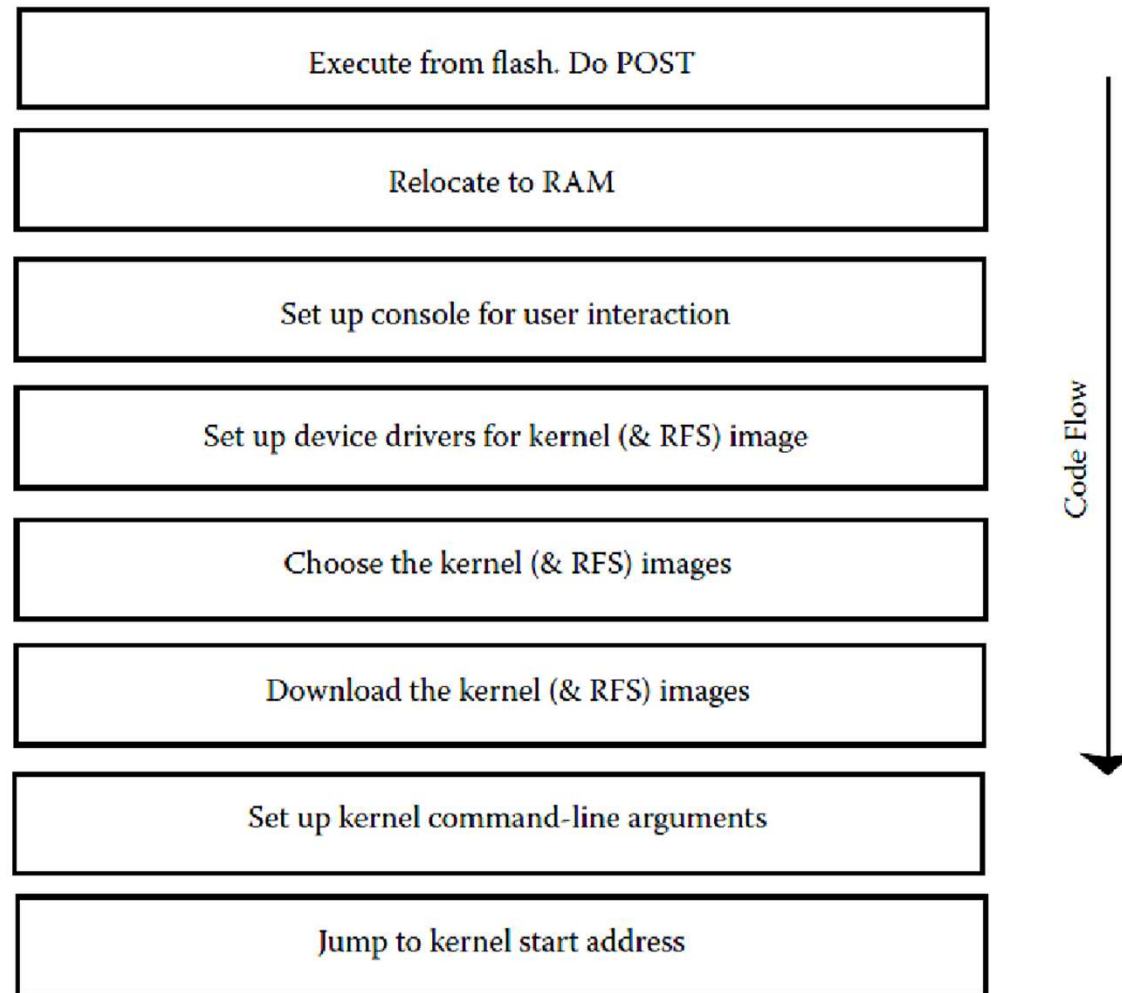 Execute from flash. Do POST
Relocate to RAM
Set up console for user interaction
Set up device drivers for kernel (& RFS) image
Choose the kernel (& RFS) images
Download the kernel (& RFS) images
Set up kernel command-line arguments
Jump to kernel start address
Code Flow